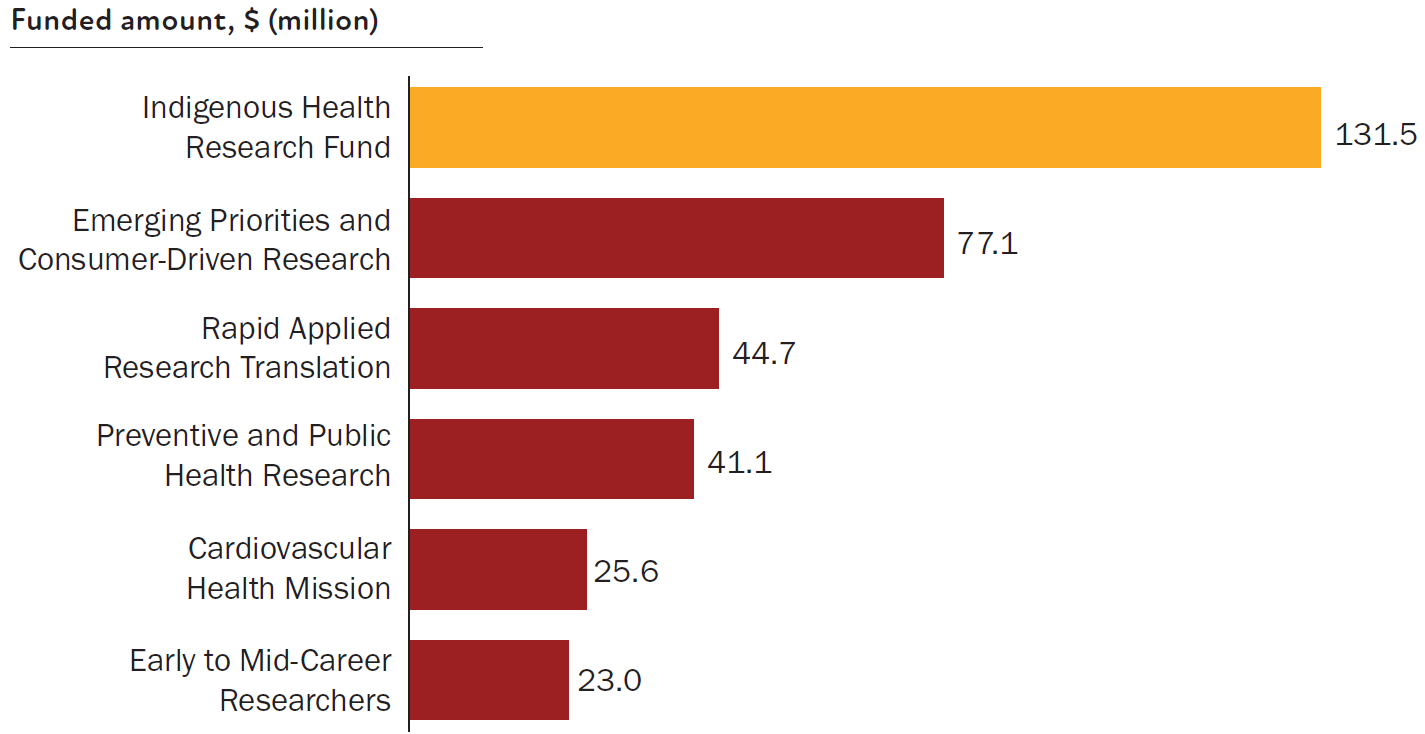 Funded amount, $ (million)
Indigenous Health
Research Fund
131.5
Emerging Priorities and
Consumer-Driven Research
77.1
Rapid Applied
Research Translation
44.7
Preventive and Public
Health Research
41.1
Cardiovascular
Health Mission
25.6
Early to Mid-Career
Researchers
23.0